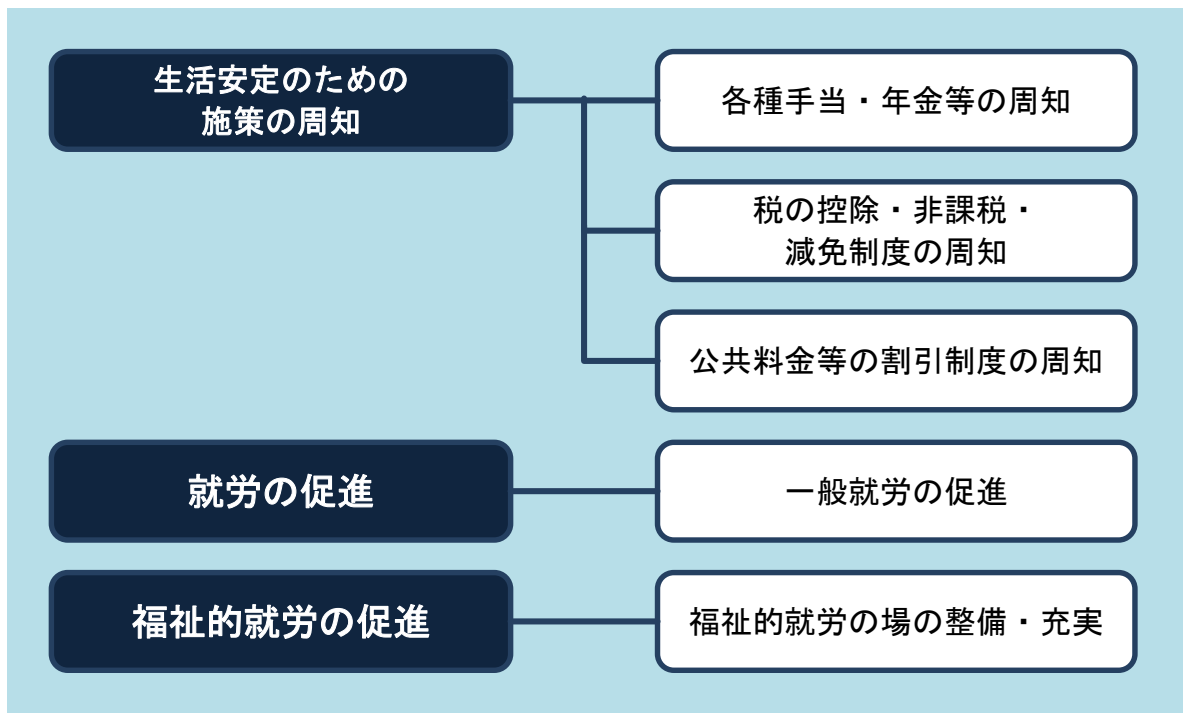 生活安定のための
施策の周知
各種手当・年金等の周知
税の控除・非課税・
減免制度の周知
公共料金等の割引制度の周知
就労の促進
一般就労の促進
福祉的就労の促進
福祉的就労の場の整備・充実